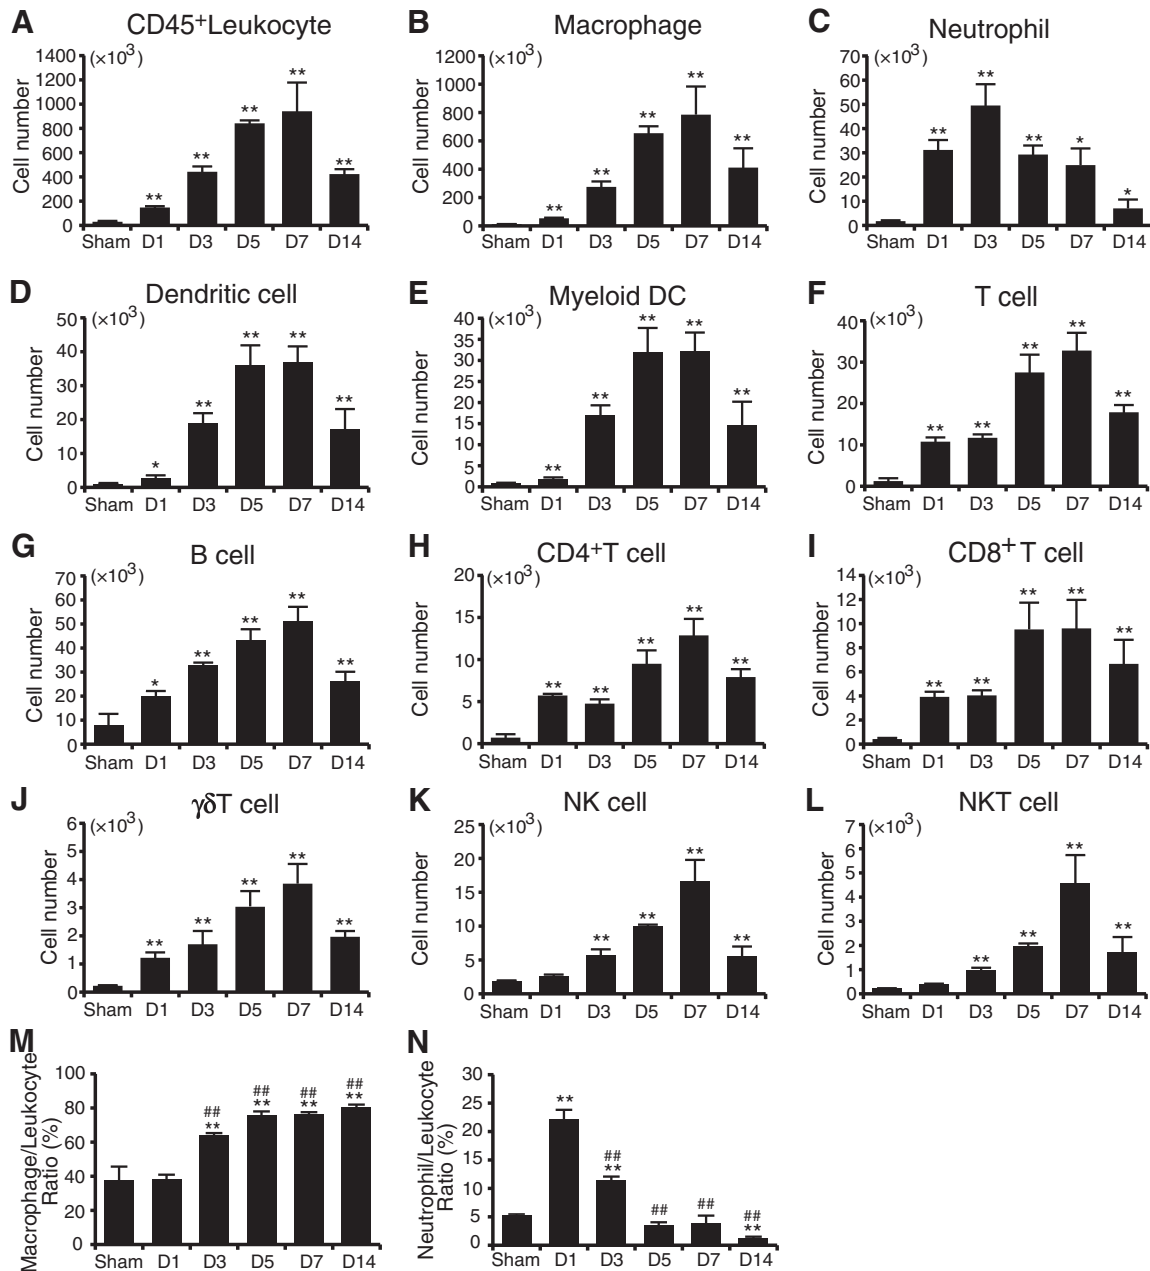 A CD45+Leukocyte
(×103)
Cell number
1400
1200
1000
800
600
400
200
0
** ** ** ** **
Sham D1 D3 D5 D7 D14
B Macrophage
(×103)
Cell number
1200
1000
800
600
400
200
0
** ** ** ** **
Sham D1 D3 D5 D7 D14
C Neutrophil
(×103)
Cell number
70
60
50
40
30
20
10
0
** ** ** * *
Sham D1 D3 D5 D7 D14
D Dendritic cell
(×103)
Cell number
50
40
30
20
10
0
* ** ** ** **
Sham D1 D3 D5 D7 D14
E Myeloid DC
(×103)
Cell number
40
35
30
25
20
15
10
5
0
** ** ** ** **
Sham D1 D3 D5 D7 D14
F T cell
(×103)
Cell number
40
30
20
10
0
** ** ** ** **
Sham D1 D3 D5 D7 D14
G B cell
(×103)
Cell number
70
60
50
40
30
20
10
0
* ** ** ** **
Sham D1 D3 D5 D7 D14
H CD4+T cell
(×103)
Cell number
20
15
10
5
0
** ** ** ** **
Sham D1 D3 D5 D7 D14
I CD8+ T cell
(×103)
Cell number
14
12
10
8
6
4
2
0
** ** ** ** **
Sham D1 D3 D5 D7 D14
J γδT cell
(×103)
Cell number
6
5
4
3
2
1
0
** ** ** ** **
Sham D1 D3 D5 D7 D14
K NK cell
(×103)
Cell number
25
20
15
10
5
0
** ** ** **
Sham D1 D3 D5 D7 D14
L NKT cell
(×103)
Cell number
7
6
5
4
3
2
1
0
** ** ** **
Sham D1 D3 D5 D7 D14
M
Macrophage/Leukocyte
Ratio (%)
100
80
60
40
20
0
## ## ## ##
** ** ** **
Sham D1 D3 D5 D7 D14
N
Neutrophil/Leukocyte
Ratio (%)
30
25
20
15
10
5
0
**
## ## ## ##
** **
Sham D1 D3 D5 D7 D14